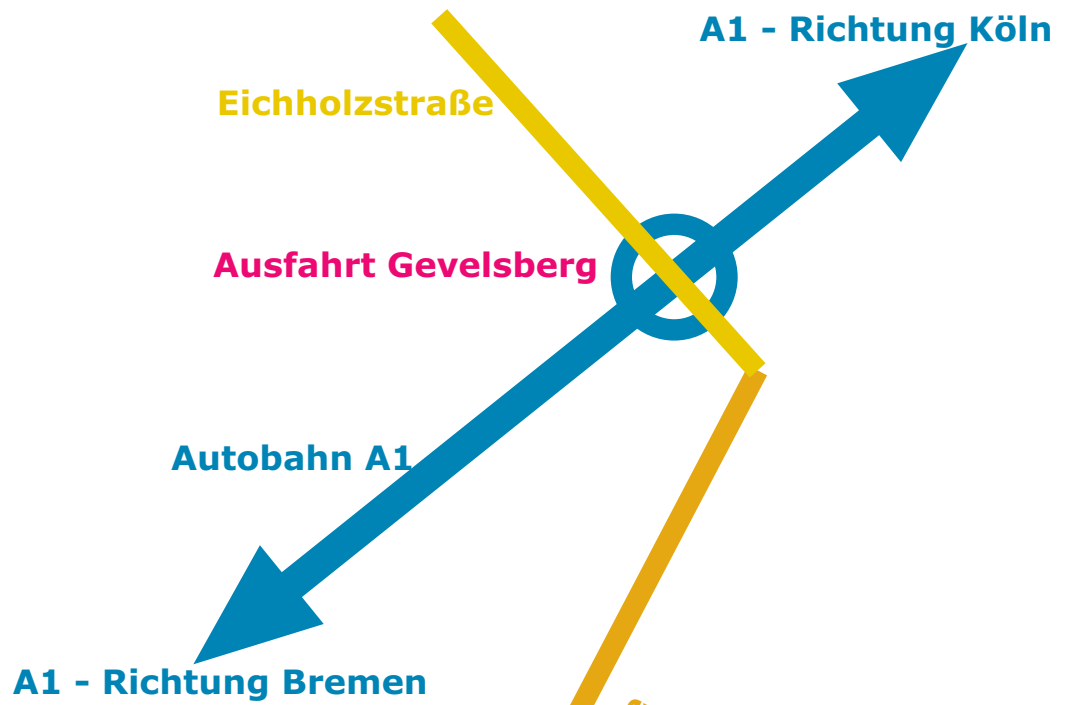 A1 - Richtung Köln
Eichholzstraße
Ausfahrt Gevelsberg
Autobahn A1
A1 - Richtung Bremen